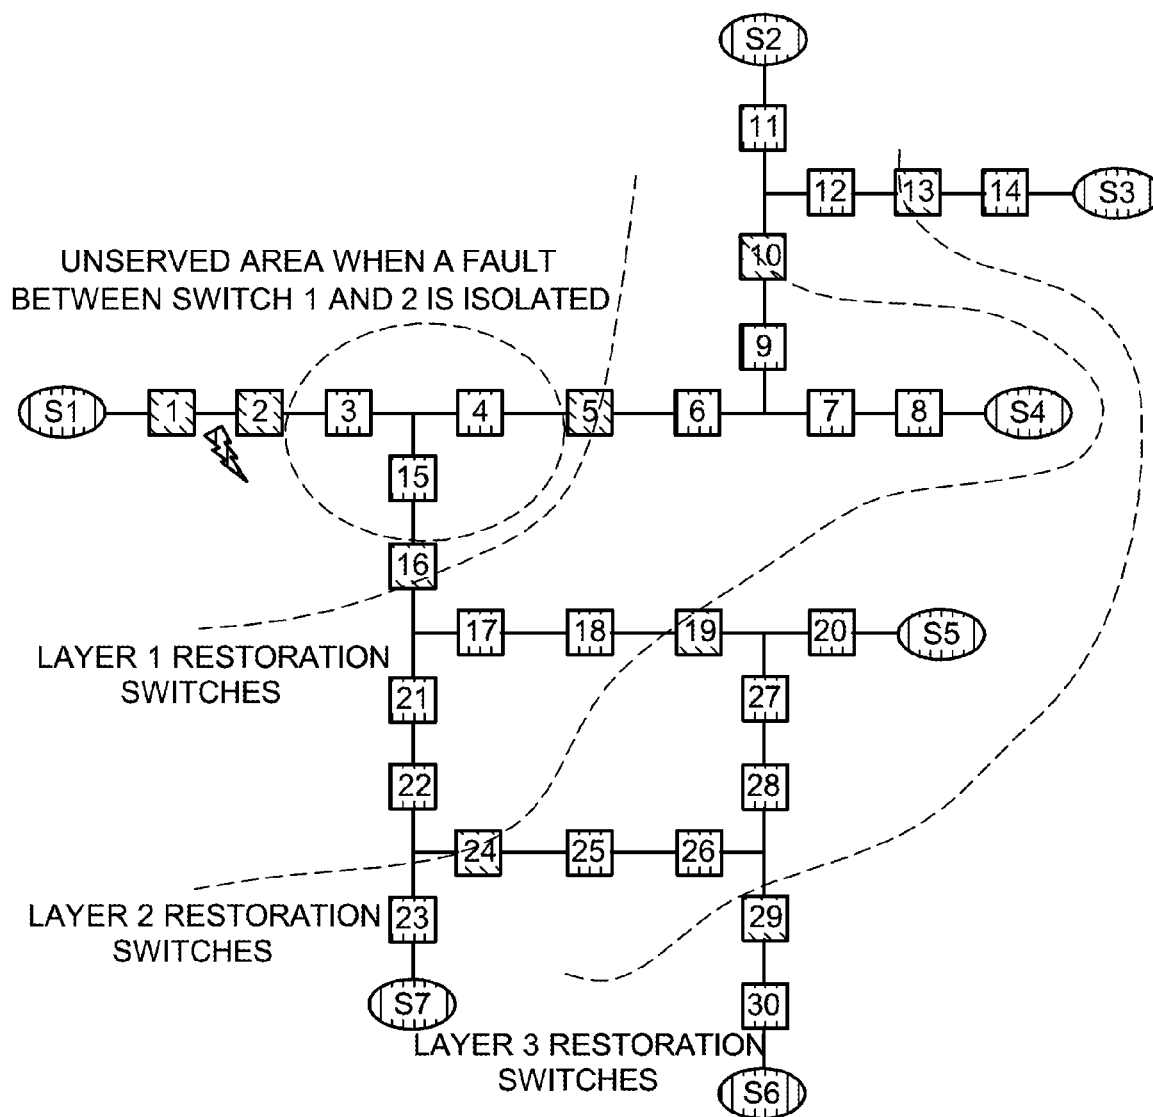 S2
11
12
13
14
S3
10
UNSERVED AREA WHEN A FAULT
BETWEEN SWITCH 1 AND 2 IS ISOLATED
9
S1
1
2
3
4
5
6
7
8
S4
15
16
17
18
19
20
S5
LAYER 1 RESTORATION
SWITCHES
21
27
22
28
24
25
26
LAYER 2 RESTORATION
SWITCHES
23
29
S7
30
LAYER 3 RESTORATION
SWITCHES
S6